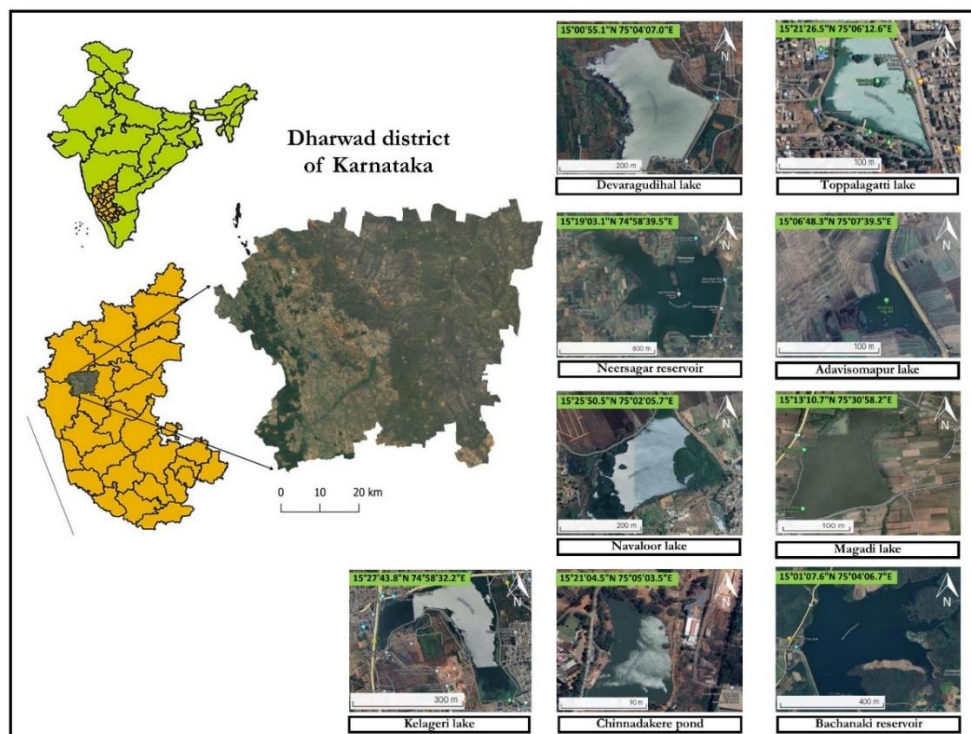 Dharwad district
of Karnataka
0 10 20 km
15°00'55.1"N 75°04'07.0"E
200 m
Devaragudihal lake
15°21'26.5"N 75°06'12.6"E
100 m
Toppalagatti lake
15°19'03.1"N 74°58'39.5"E
N
800 m
Neersagar reservoir
15°06'48.3"N 75°07'39.5"E
N
100 m
Adavisomapur lake
15°25'50.5"N 75°02'05.7"E
N
200 m
Navaloor lake
15°13'10.7"N 75°30'58.2"E
N
100 m
Magadi lake
15°27'43.8"N 74°58'32.2"E
N
300 m
Kelageri lake
15°21'04.5"N 75°05'03.5"E
N
90 m
Chinnadakere pond
15°01'07.6"N 75°04'06.7"E
N
400 m
Bachanaki reservoir